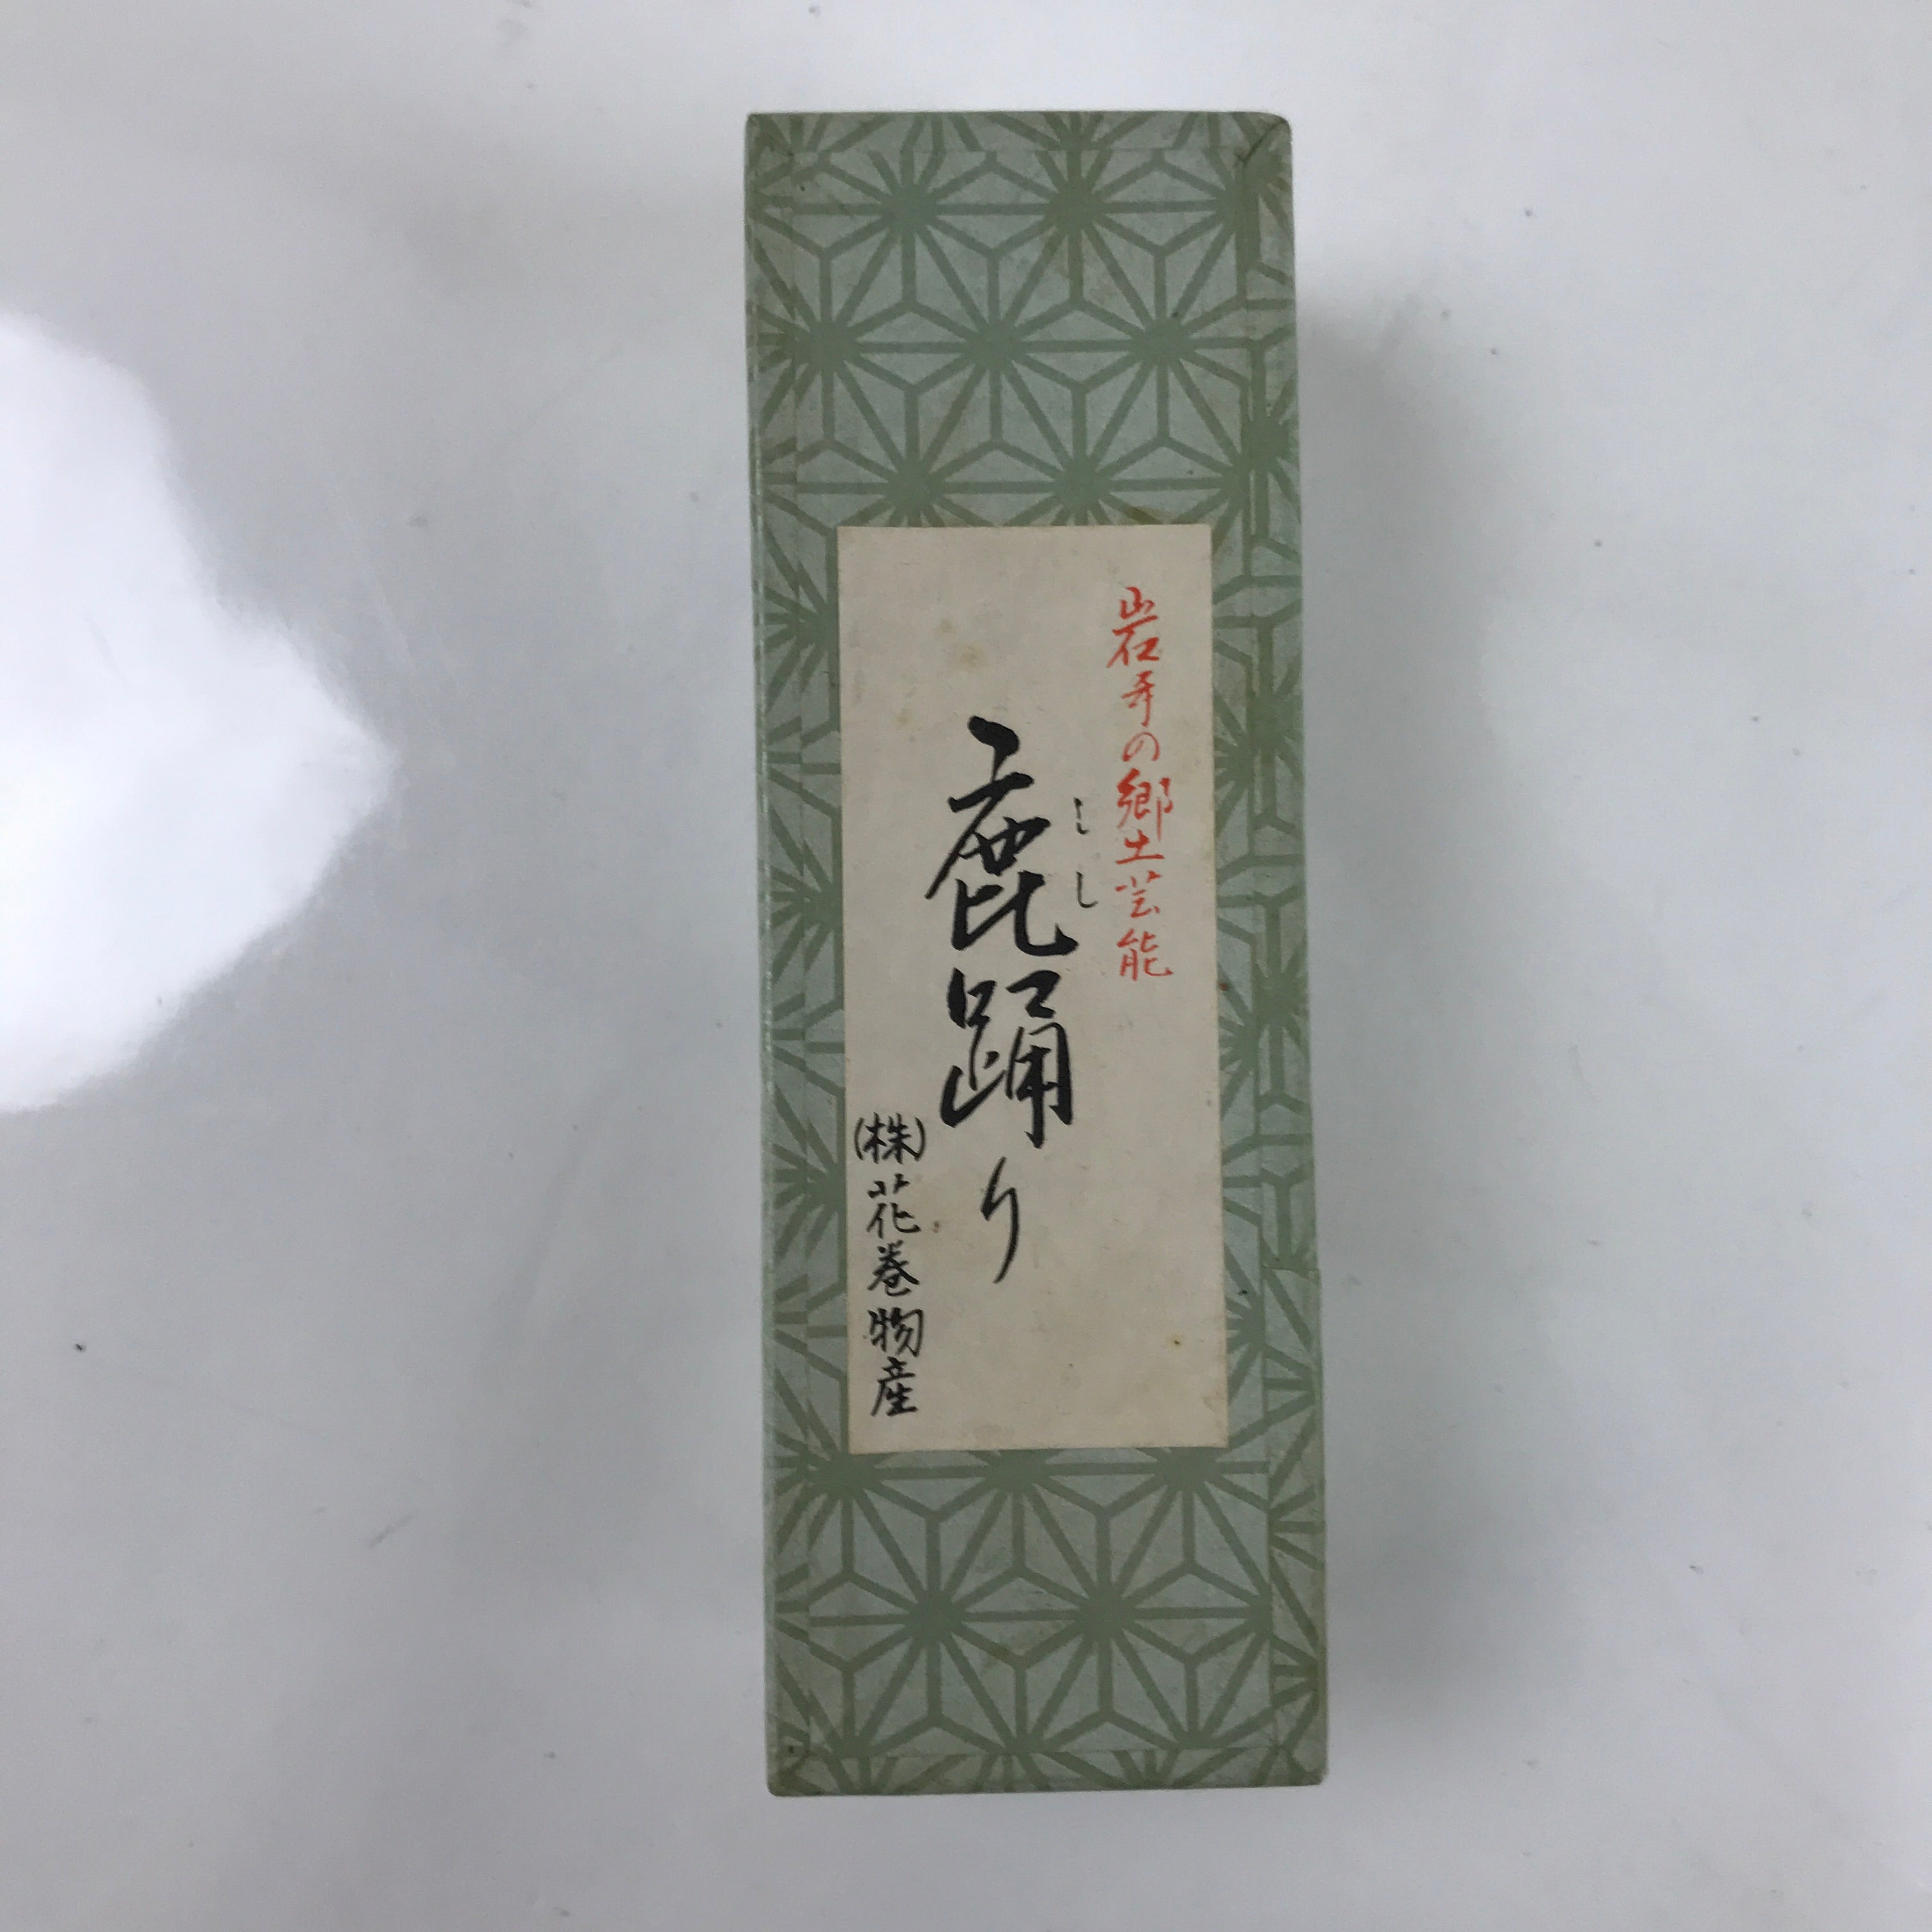 岩手の郷土芸能
しし
鹿踊り
(株)花巻物産